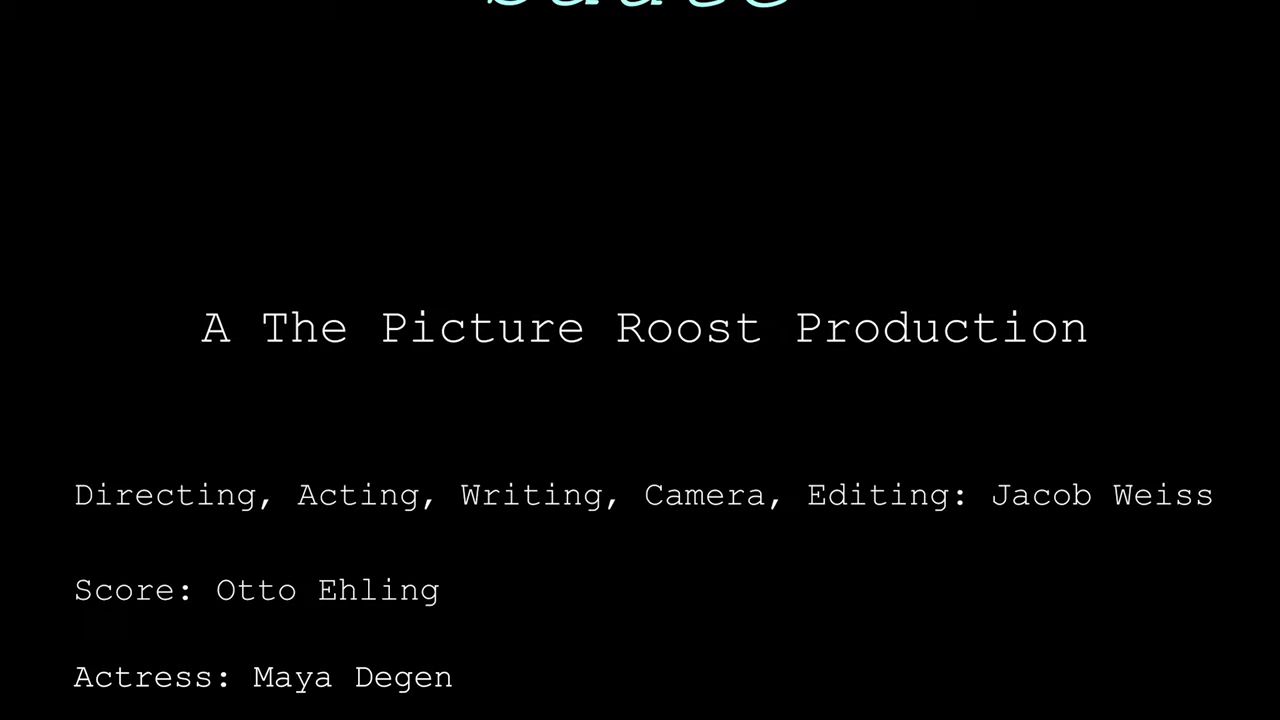 A The Picture Roost Production
Directing, Acting, Writing, Camera, Editing: Jacob Weiss
Score: Otto Ehling
Actress: Maya Degen